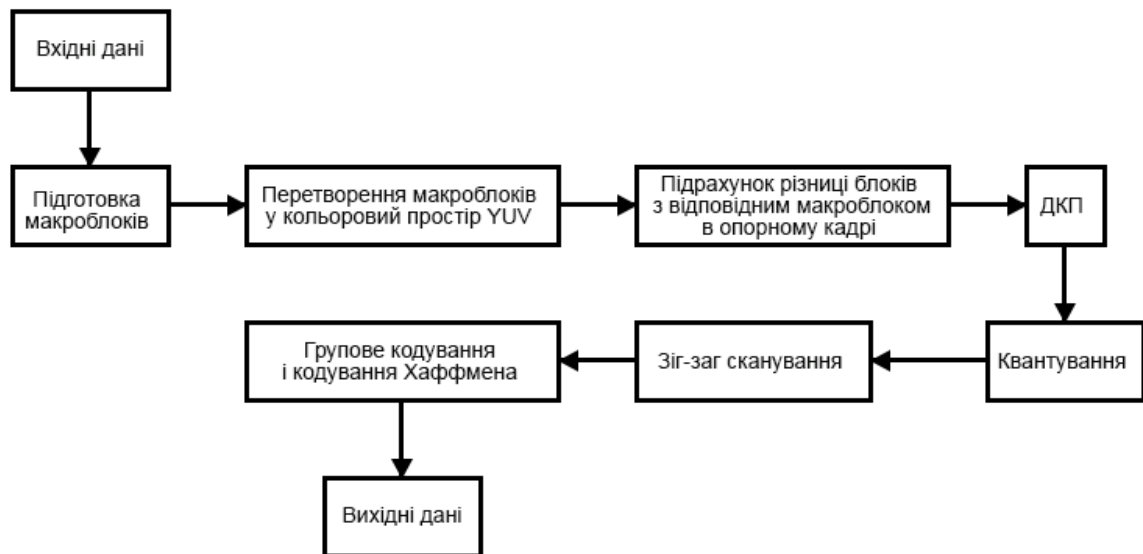 Вхідні дані
Підготовка
макроблоків
Перетворення макроблоків
у кольоровий простір YUV
Підрахунок різниці блоків
з відповідним макроблоком
в опорному кадрі
ДКП
Квантування
Зіг-заг сканування
Групове кодування
і кодування Хаффмена
Вихідні дані